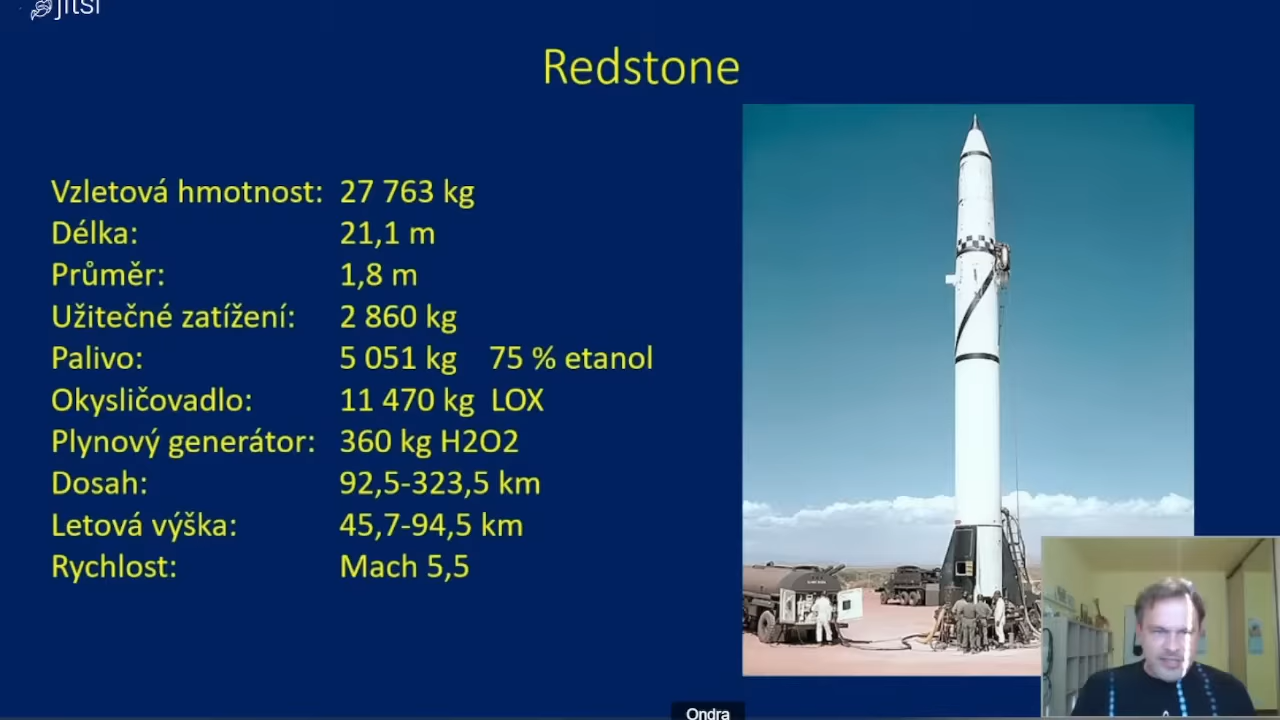 jitsi
Redstone
Vzletová hmotnost: 27 763 kg
Délka: 21,1 m
Průměr: 1,8 m
Užitečné zatížení: 2 860 kg
Palivo: 5 051 kg 75 % etanol
Okysličovadlo: 11 470 kg LOX
Plynový generátor: 360 kg H2O2
Dosah: 92,5-323,5 km
Letová výška: 45,7-94,5 km
Rychlost: Mach 5,5
Ondra